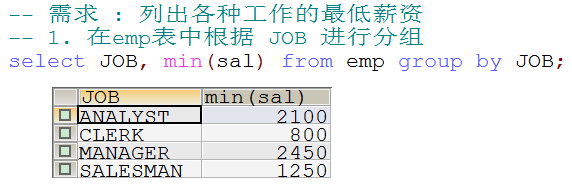 -- 需求 : 列出各种工作的最低薪资
-- 1. 在emp表中根据 JOB 进行分组
select JOB, min(sal) from emp group by JOB;
JOB min(sal)
ANALYST 2100
CLERK 800
MANAGER 2450
SALESMAN 1250